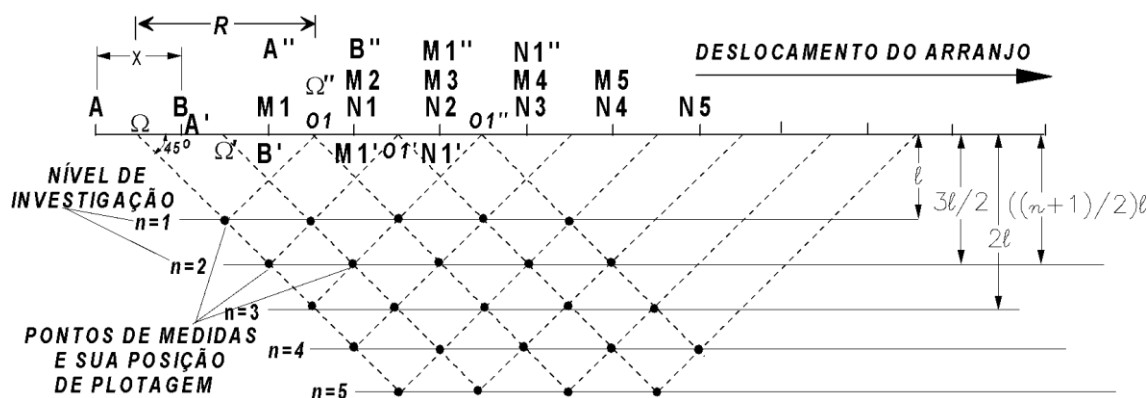 R
A'' B'' M1'' N1'' DESLOCAMENTO DO ARRANJO
X Ω'' M2 M3 M4 M5
A Ω B A' M1 O1 N1 N2 O1'' N3 N4 N5
45º Ω' B' M1' O1' N1'
NÍVEL DE
INVESTIGAÇÃO
n=1
n=2
n=3
n=4
n=5
ℓ
3ℓ/2
2ℓ
((n+1)/2)ℓ
PONTOS DE MEDIDAS
E SUA POSIÇÃO
DE PLOTAGEM